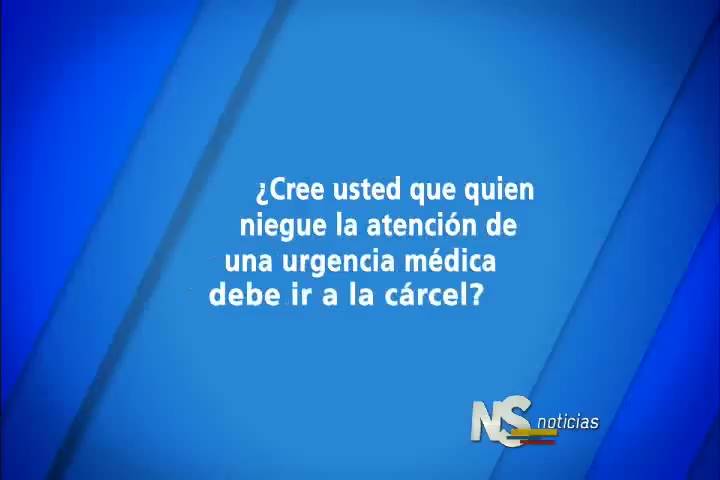 ¿Cree usted que quien
niegue la atención de
una urgencia médica
debe ir a la cárcel?
NS noticias